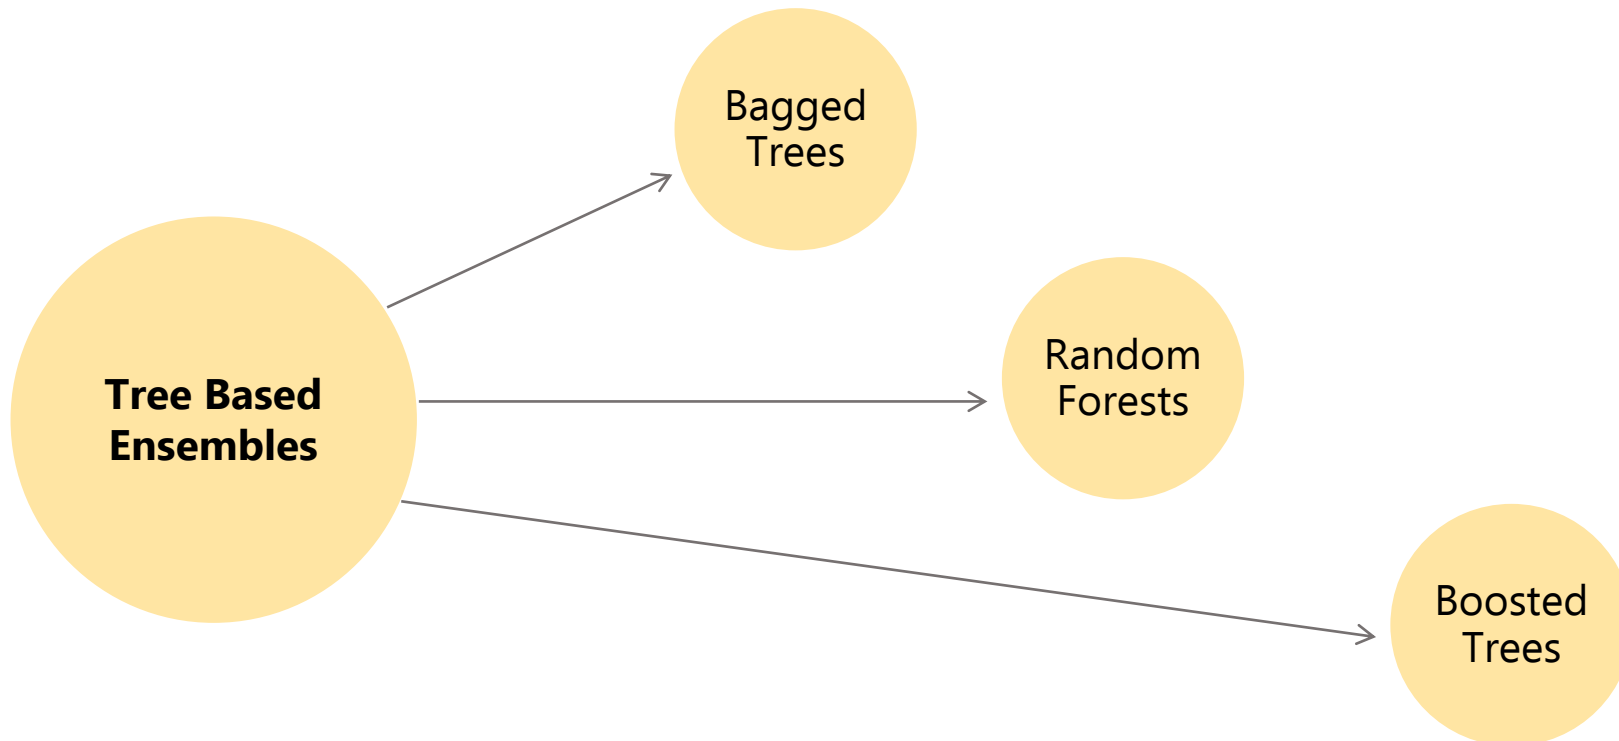 Bagged
Trees
Tree Based
Ensembles
Random
Forests
Boosted
Trees